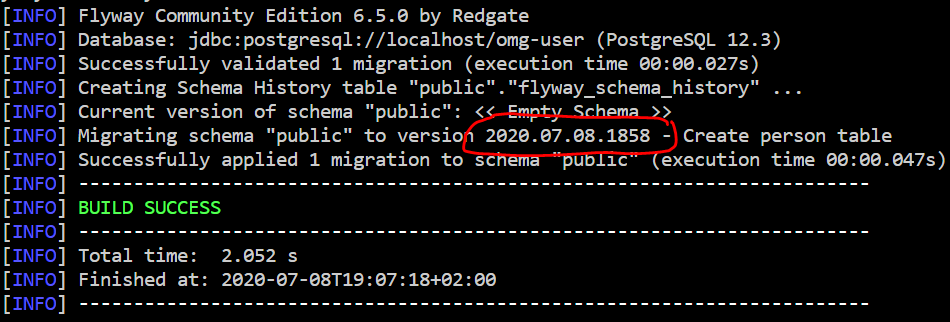 [INFO] Flyway Community Edition 6.5.0 by Redgate
[INFO] Database: jdbc:postgresql://localhost/omg-user (PostgreSQL 12.3)
[INFO] Successfully validated 1 migration (execution time 00:00.027s)
[INFO] Creating Schema History table "public"."flyway_schema_history" ...
[INFO] Current version of schema "public": << Empty Schema >>
[INFO] Migrating schema "public" to version 2020.07.08.1858 - Create person table
[INFO] Successfully applied 1 migration to schema "public" (execution time 00:00.047s)
[INFO] ------------------------------------------------------------------------
[INFO] BUILD SUCCESS
[INFO] ------------------------------------------------------------------------
[INFO] Total time:  2.052 s
[INFO] Finished at: 2020-07-08T19:07:18+02:00
[INFO] ------------------------------------------------------------------------